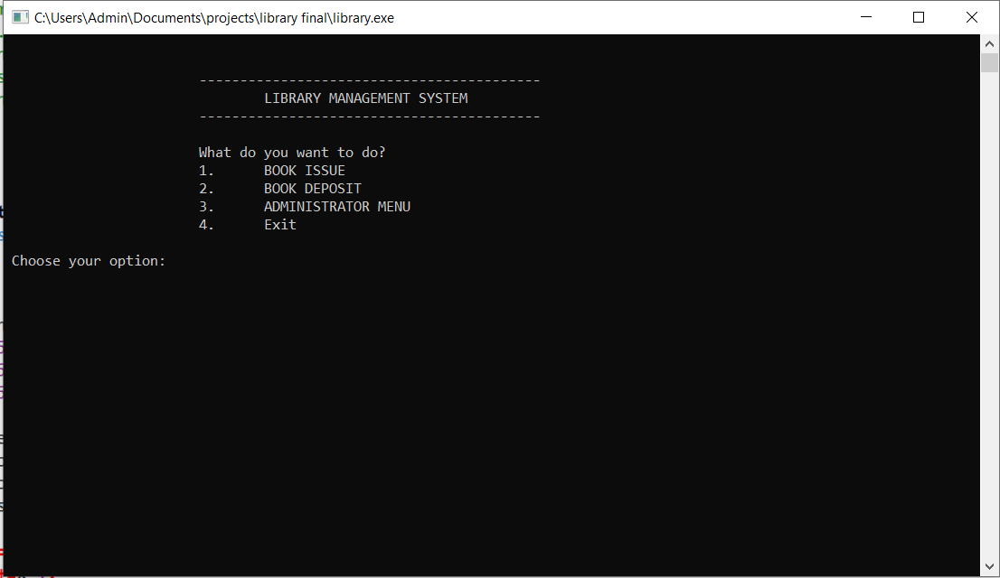 C:\Users\Admin\Documents\projects\library final\library.exe
------------------------------------------
LIBRARY MANAGEMENT SYSTEM
------------------------------------------
What do you want to do?
1. BOOK ISSUE
2. BOOK DEPOSIT
3. ADMINISTRATOR MENU
4. Exit
Choose your option: